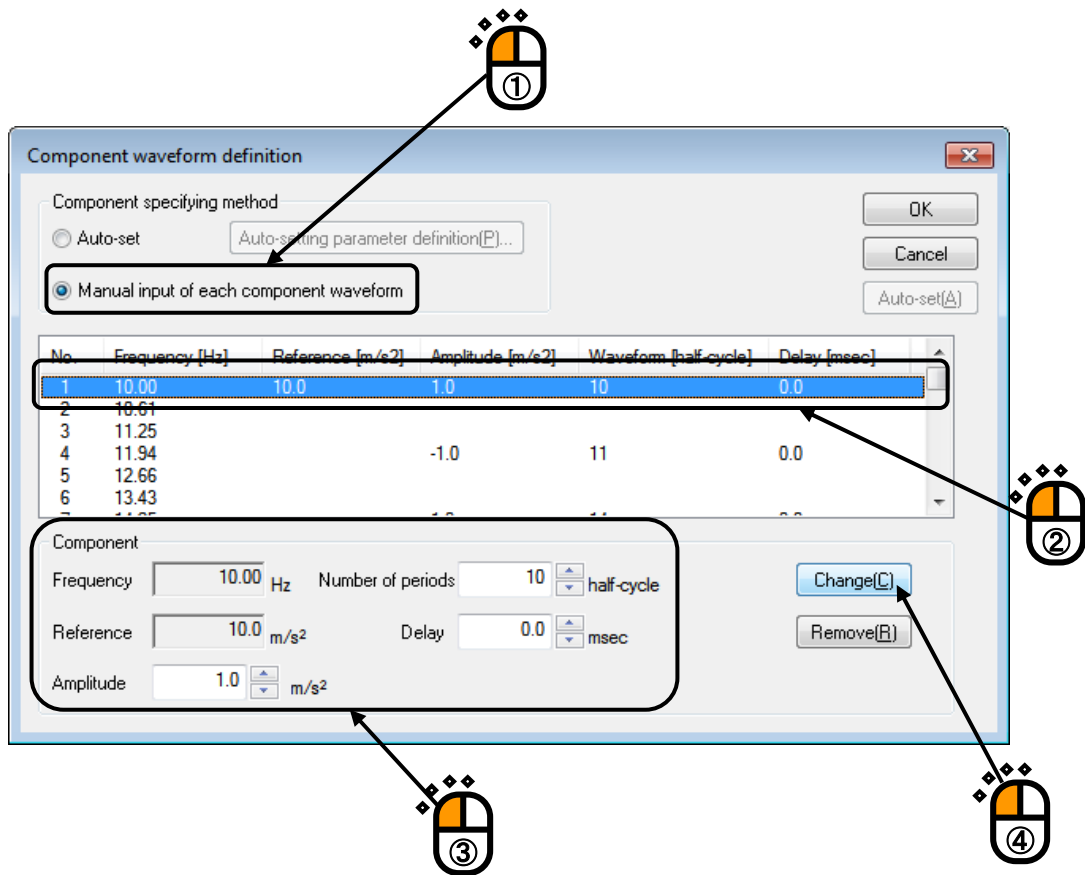 ①
Component waveform definition
Component specifying method
OK
Auto-set Auto-setting parameter definition(P)...
Cancel
Manual input of each component waveform
Auto-set(A)
No. Frequency [Hz] Reference [m/s2] Amplitude [m/s2] Waveform [half-cycle] Delay [msec]
1 10.00 10.0 1.0 10 0.0
2 10.61
3 11.25
4 11.94 -1.0 11 0.0
5 12.66
6 13.43
②
Component
Frequency 10.00 Hz Number of periods 10 half-cycle Change(C)
Reference 10.0 m/s² Delay 0.0 msec Remove(R)
Amplitude 1.0 m/s²
③
④